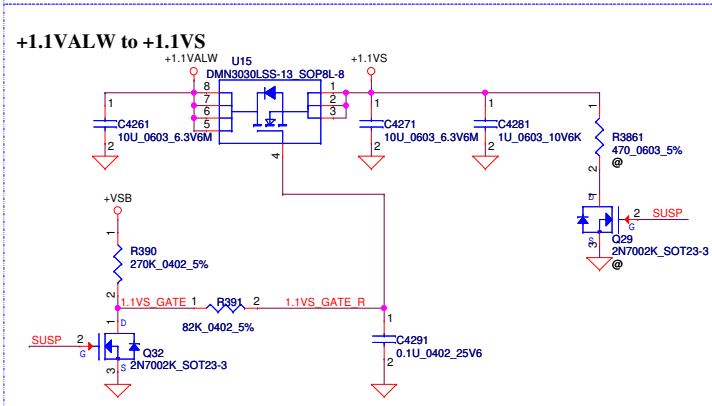 +1.1VALW to +1.1VS
+1.1VALW
U15
DMN3030LSS-13_SOP8L-8
+1.1VS
8
7
6
5
1
2
3
4
1
C4261
10U_0603_6.3V6M
2
1
C4271
10U_0603_6.3V6M
2
1
C4281
1U_0603_10V6K
2
1
R3861
470_0603_5%
2
@
1
D
2
SUSP
G
S
3
Q29
2N7002K_SOT23-3
@
+VSB
1
R390
270K_0402_5%
2
1.1VS_GATE
1
R391
2
1.1VS_GATE_R
82K_0402_5%
1
D
SUSP
2
G
S
3
Q32
2N7002K_SOT23-3
1
C4291
0.1U_0402_25V6
2